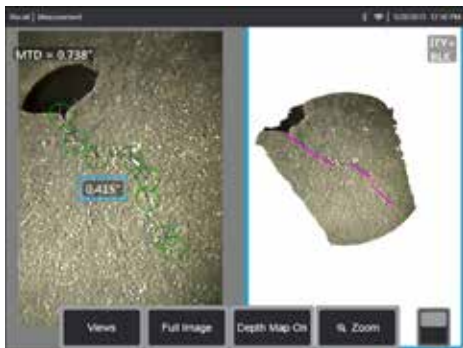 Recall | Measurement
MTD = 0.738"
0.415"
Views
Full Image
Depth Map On
Zoom